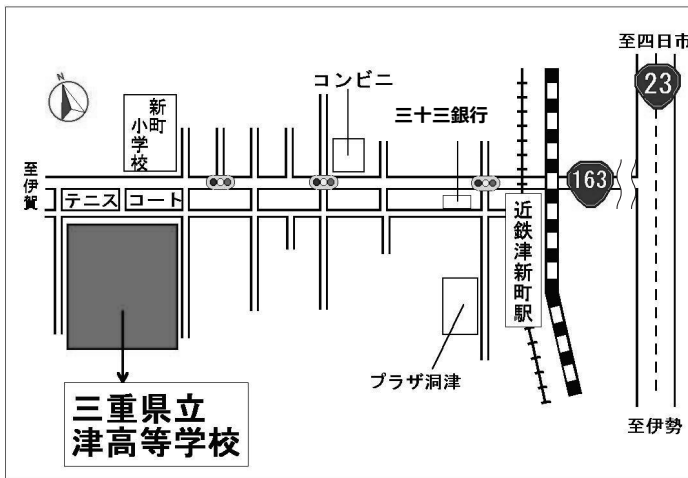 至四日市
23
N
コンビニ
新町
小学校
三十三銀行
至伊賀
163
テニス
コート
近鉄津新町駅
プラザ洞津
三重県立
津高等学校
至伊勢